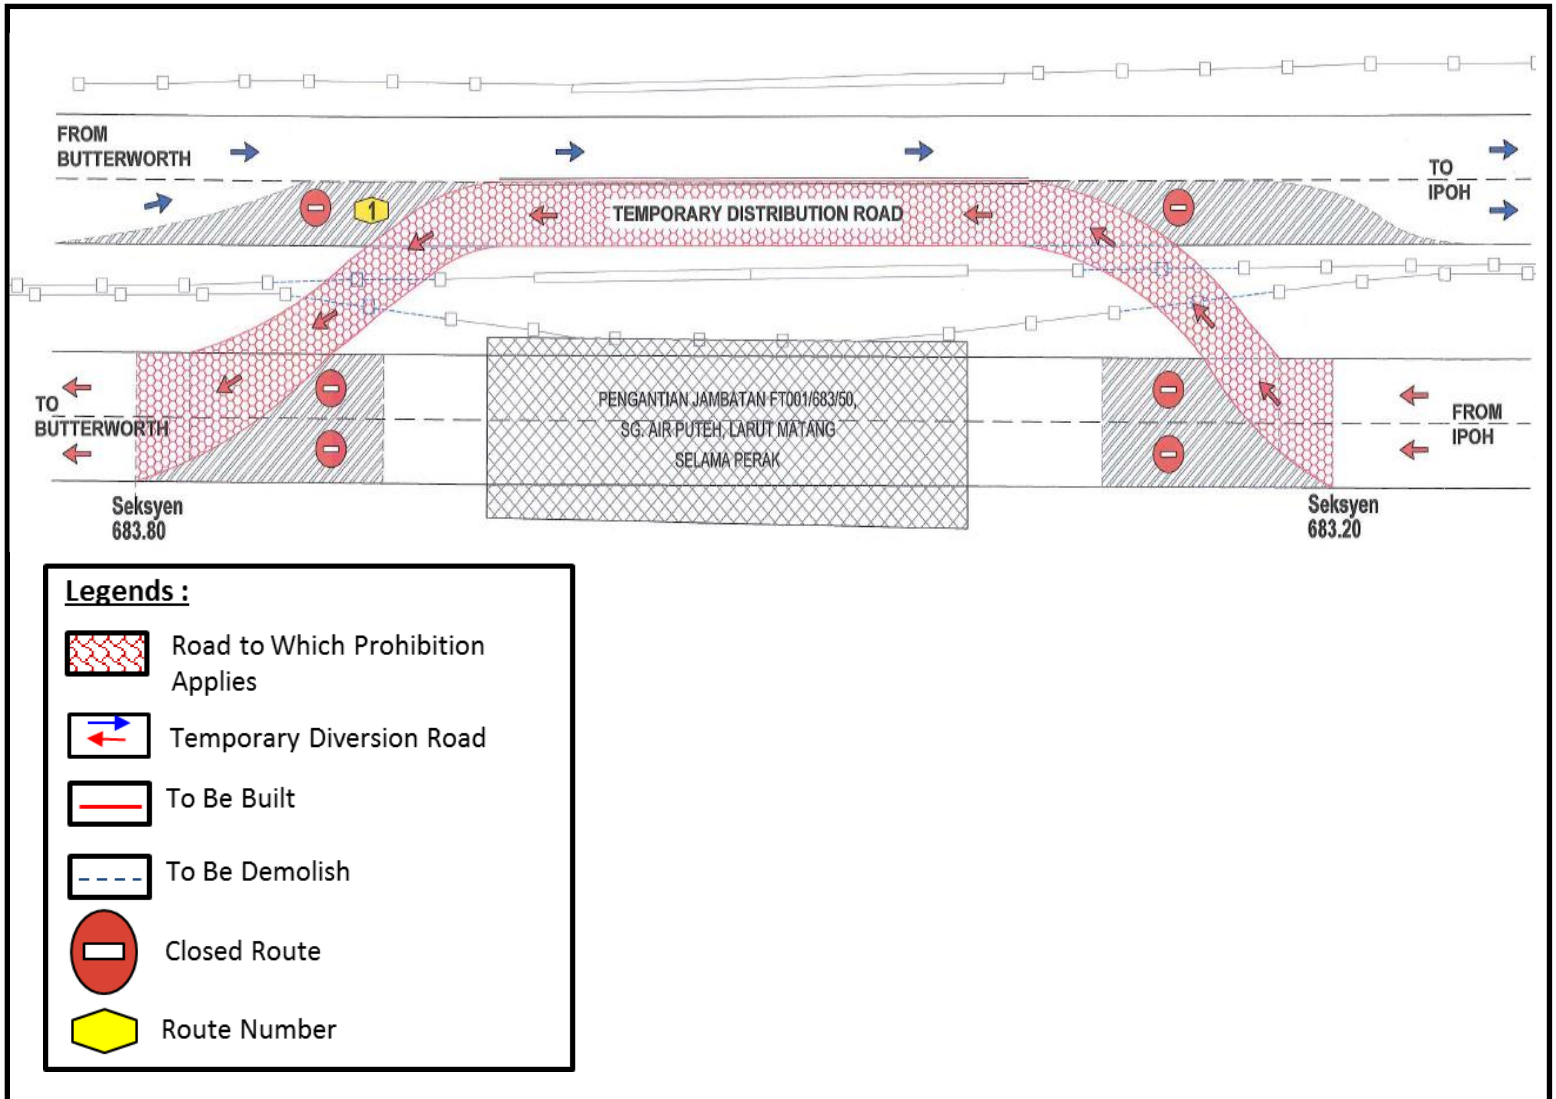 FROM
BUTTERWORTH
TO
IPOH
1
TEMPORARY DISTRIBUTION ROAD
TO
BUTTERWORTH
PENGANTIAN JAMBATAN FT001/683/50,
SG. AIR PUTEH, LARUT MATANG
SELAMA PERAK
FROM
IPOH
Seksyen
683.80
Seksyen
683.20
Legends :
Road to Which Prohibition
Applies
Temporary Diversion Road
To Be Built
To Be Demolish
Closed Route
Route Number